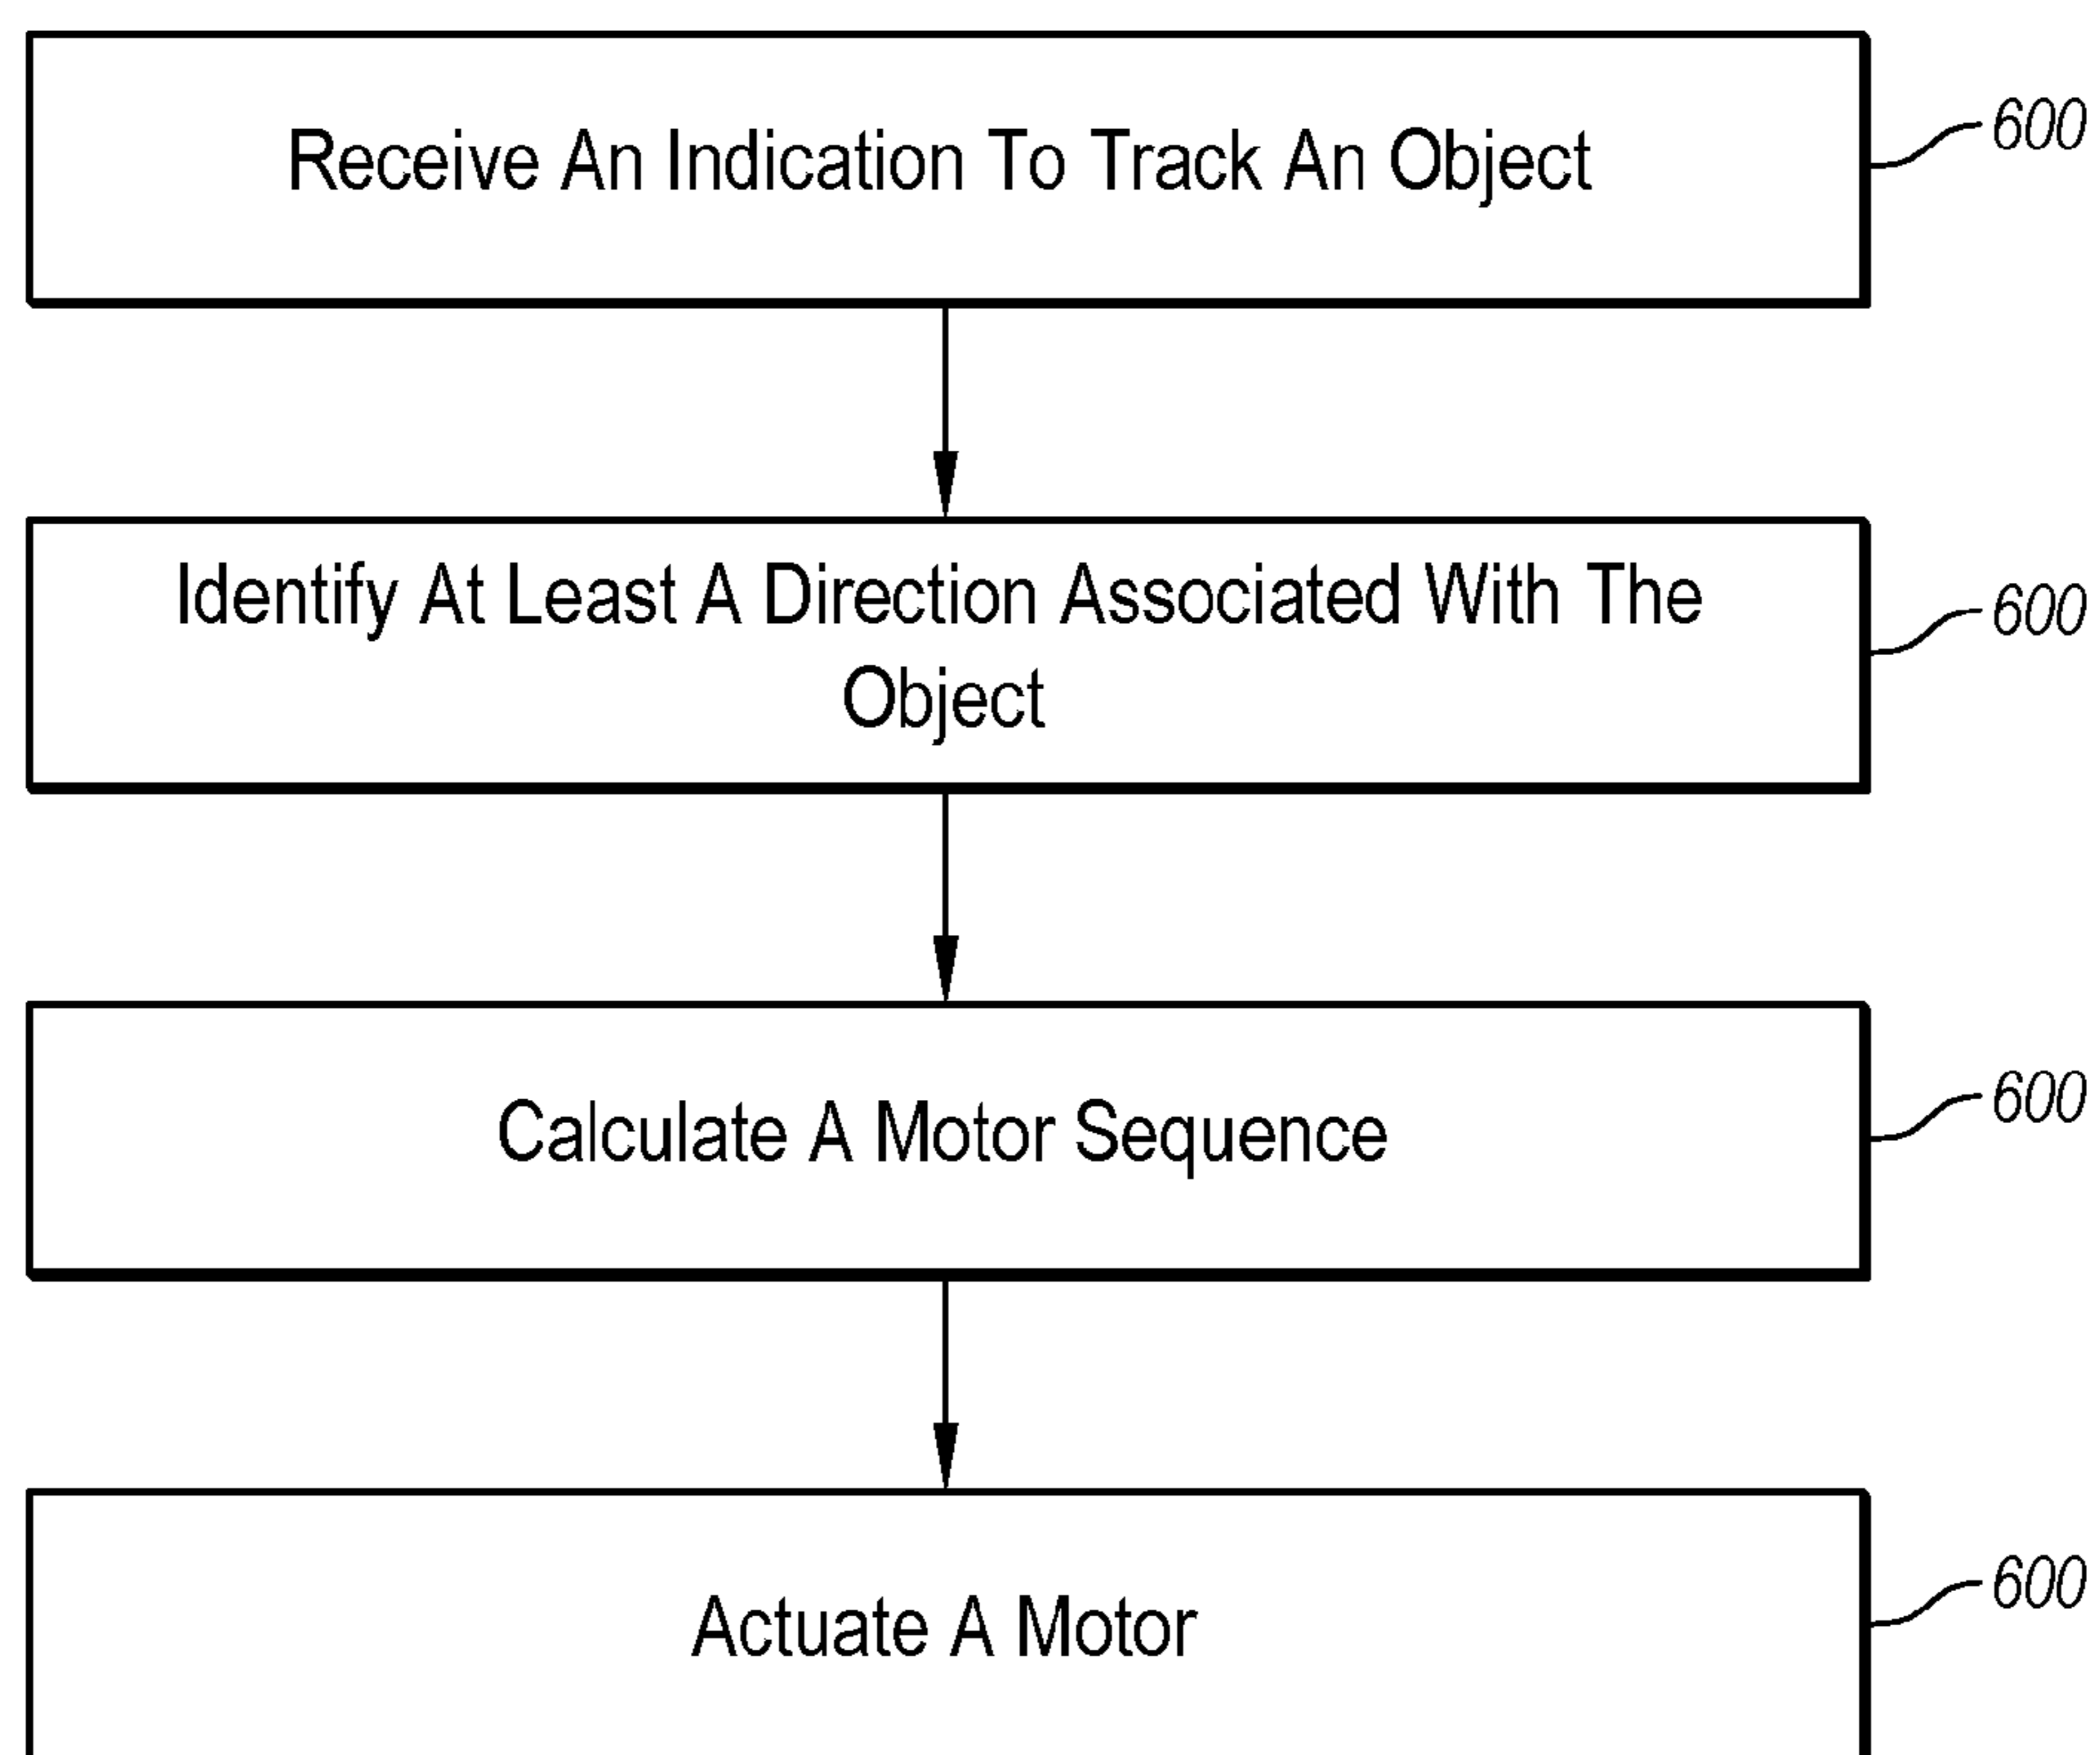 Receive An Indication To Track An Object
600
Identify At Least A Direction Associated With The
Object
600
Calculate A Motor Sequence
600
Actuate A Motor
600